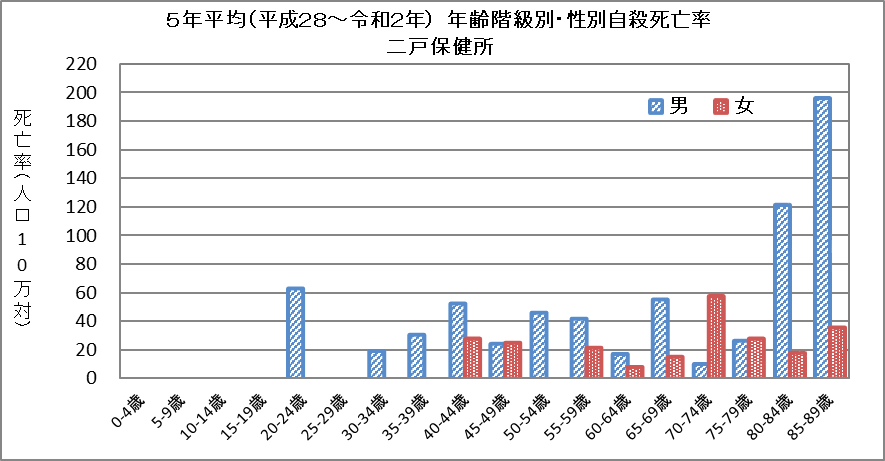 ５年平均（平成２８～令和２年） 年齢階級別・性別自殺死亡率
二戸保健所
死亡率（人口１０万対）
220
200
180
160
140
120
100
80
60
40
20
0
男 女
0-4歳
5-9歳
10-14歳
15-19歳
20-24歳
25-29歳
30-34歳
35-39歳
40-44歳
45-49歳
50-54歳
55-59歳
60-64歳
65-69歳
70-74歳
75-79歳
80-84歳
85-89歳